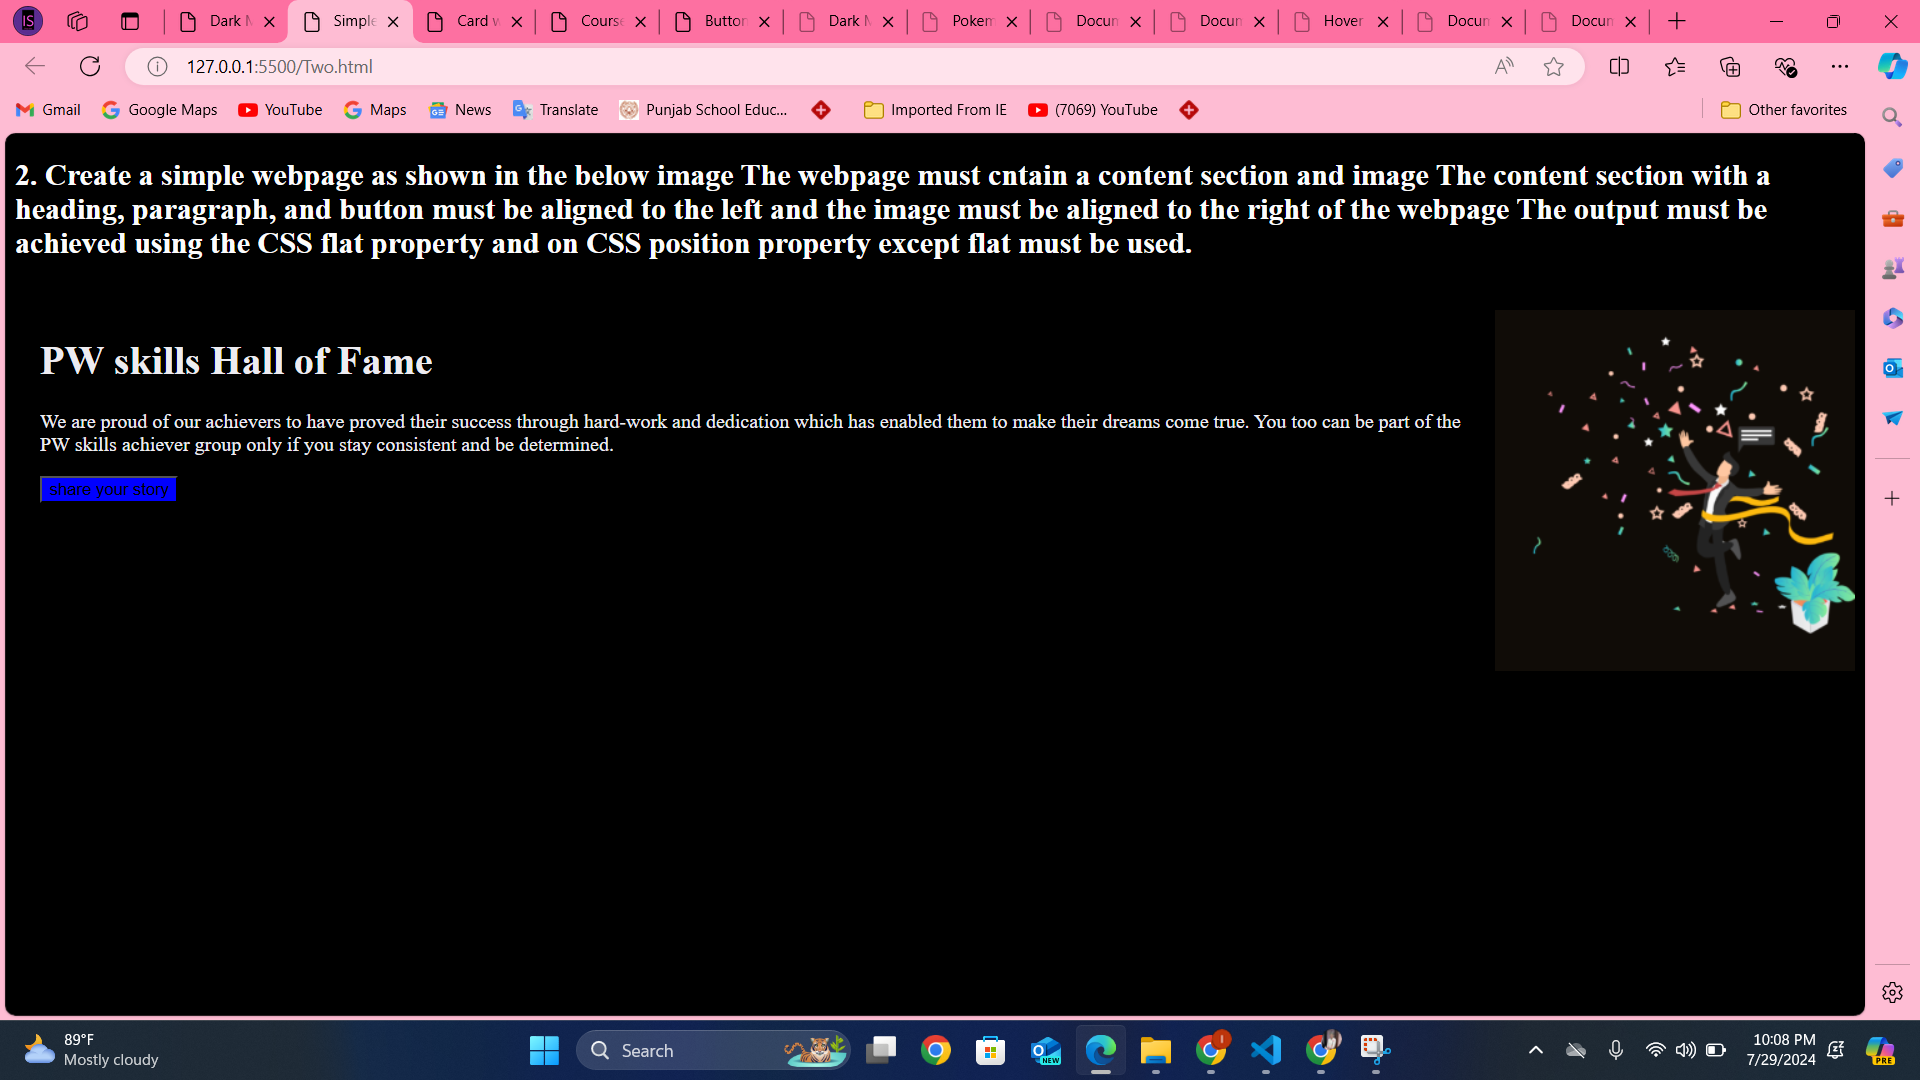 IS
Dark M
Simple
Card w
Course
Button
Dark M
Pokem
Docum
Docum
Hover
Docum
Docum
127.0.0.1:5500/Two.html
Gmail
Google Maps
YouTube
Maps
News
Translate
Punjab School Educ...
Imported From IE
(7069) YouTube
Other favorites
2. Create a simple webpage as shown in the below image The webpage must cntain a content section and image The content section with a
heading, paragraph, and button must be aligned to the left and the image must be aligned to the right of the webpage The output must be
achieved using the CSS flat property and on CSS position property except flat must be used.
PW skills Hall of Fame
We are proud of our achievers to have proved their success through hard-work and dedication which has enabled them to make their dreams come true. You too can be part of the
PW skills achiever group only if you stay consistent and be determined.
share your story
89°F
Mostly cloudy
Search
NEW
10:08 PM
7/29/2024
PRE